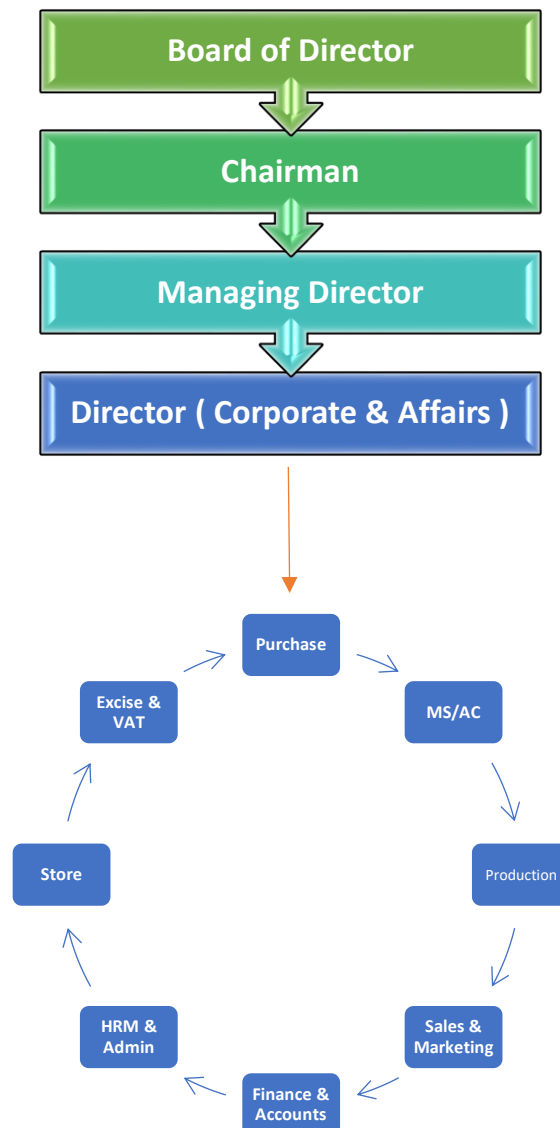 Board of Director
Chairman
Managing Director
Director ( Corporate & Affairs )
Purchase
MS/AC
Production
Sales &
Marketing
Finance &
Accounts
HRM &
Admin
Store
Excise &
VAT